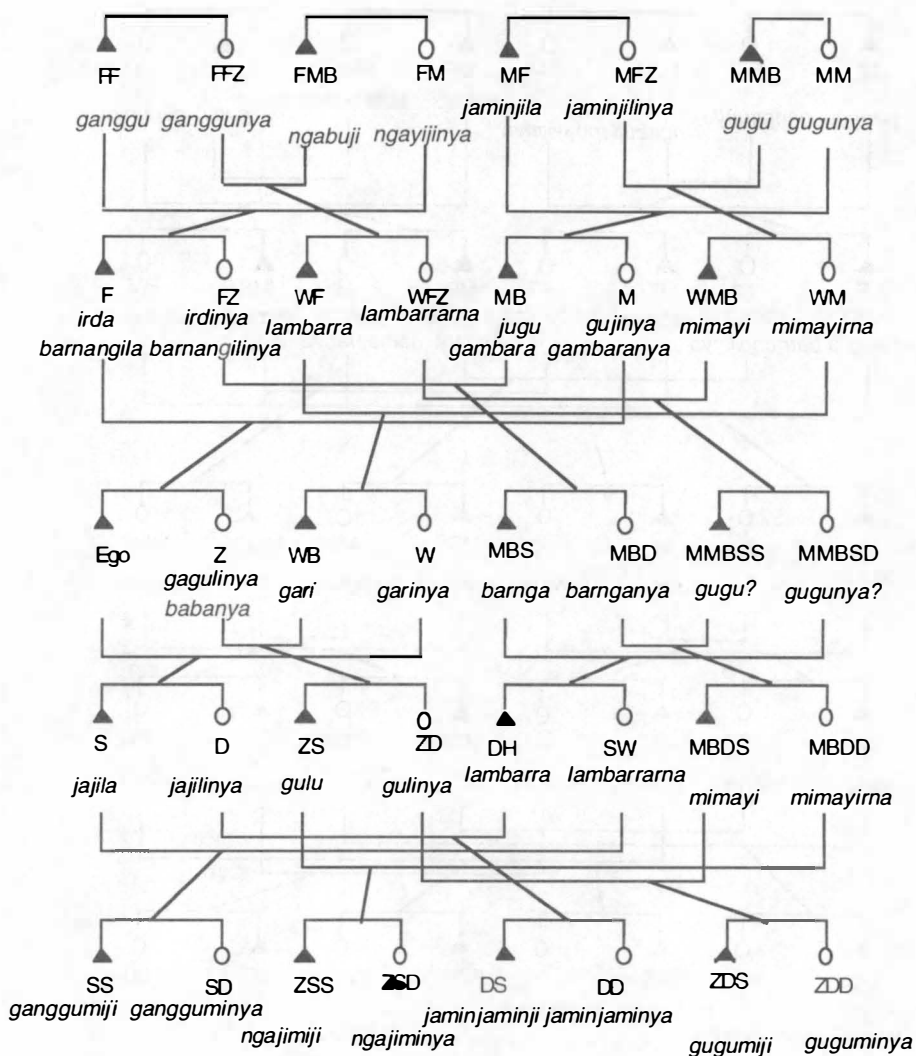 FF FFZ FMB FM MF MFZ MMB MM
ganggu ganggunya ngabuji ngayijinya jaminjila jaminjilinya gugu gugunya
F FZ WF WFZ MB M WMB WM
irda irdinya lambarra lambarrarna jugu gujinya mimayi mimayirna
barnangila barnangilinya gambara gambaranya
Ego Z WB W MBS MBD MMBSS MMBSD
gagulinya gari garinya barnga barnganya gugu? gugunya?
babanya
S D ZS ZD DH SW MBDS MBDD
jajila jajilinya gulu gulinya lambarra lambarrarna mimayi mimayirna
SS SD ZSS ZSD DS DD ZDS ZDD
ganggumiji gangguminya ngajimiji ngajiminya jaminjaminji jaminjaminya gugumiji guguminya